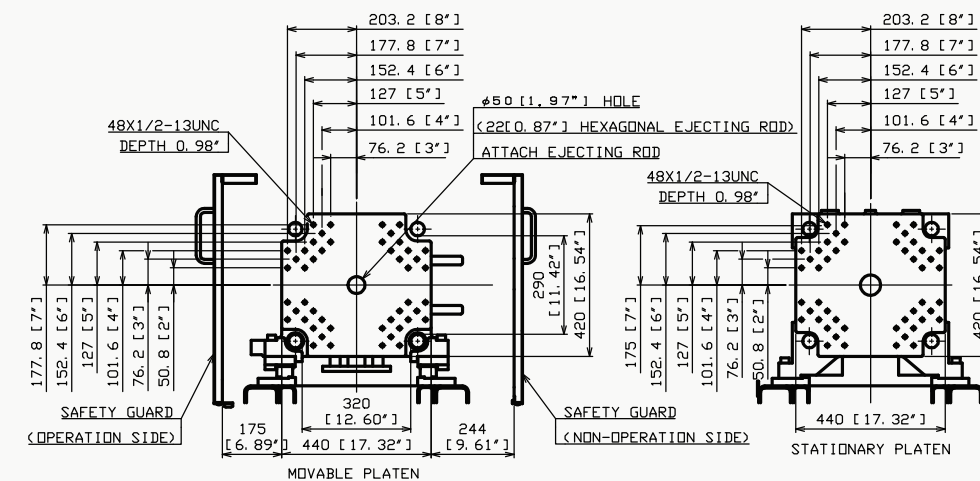 203.2 [8"]
177.8 [7"]
152.4 [6"]
127 [5"]
101.6 [4"]
76.2 [3"]
48X1/2-13UNC
DEPTH 0.98"
φ50 [1.97"] HOLE
(22[0.87"] HEXAGONAL EJECTING ROD)
ATTACH EJECTING ROD
177.8 [7"]
152.4 [6"]
127 [5"]
101.6 [4"]
76.2 [3"]
50.8 [2"]
290
[11.42"]
420 [16.54"]
SAFETY GUARD
(OPERATION SIDE)
175
[6.89"]
320
[12.60"]
440 [17.32"]
244
[9.61"]
SAFETY GUARD
(NON-OPERATION SIDE)
MOVABLE PLATEN
203.2 [8"]
177.8 [7"]
152.4 [6"]
127 [5"]
101.6 [4"]
76.2 [3"]
48X1/2-13UNC
DEPTH 0.98"
175 [7"]
152.4 [6"]
127 [5"]
101.6 [4"]
76.2 [3"]
50.8 [2"]
420 [16.54"]
440 [17.32"]
STATIONARY PLATEN